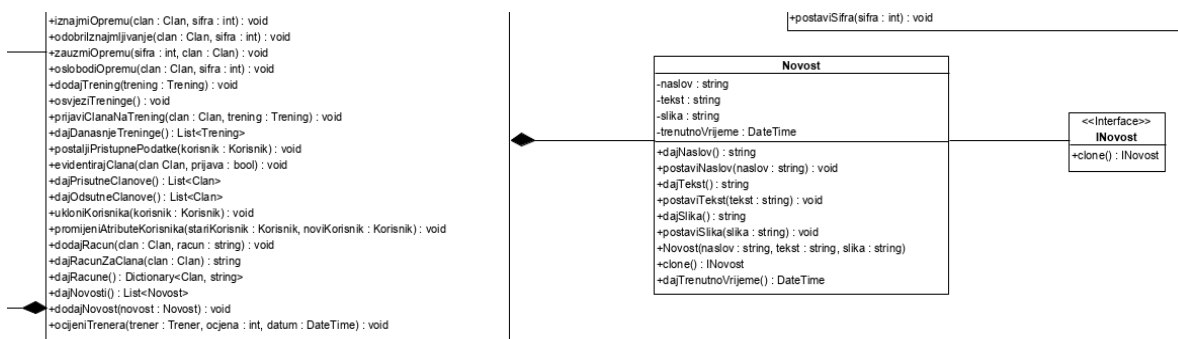 +iznajmiOpremu(clan : Clan, sifra : int) : void
+odobriIznajmljivanje(clan : Clan, sifra : int) : void
+zauzmiOpremu(sifra : int, clan : Clan) : void
+oslobodiOpremu(clan : Clan, sifra : int) : void
+dodajTrening(trening : Trening) : void
+osvjeziTreninge() : void
+prijaviClanaNaTrening(clan : Clan, trening : Trening) : void
+dajDanasnjeTreninge() : List<Trening>
+postaljiPristupnePodatke(korisnik : Korisnik) : void
+evidentirajClana(clan Clan, prijava : bool) : void
+dajPrisutneClanove() : List<Clan>
+dajOdsutneClanove() : List<Clan>
+ukloniKorisnika(korisnik : Korisnik) : void
+promijeniAtributeKorisnika(stariKorisnik : Korisnik, noviKorisnik : Korisnik) : void
+dodajRacun(clan : Clan, racun : string) : void
+dajRacunZaClana(clan : Clan) : string
+dajRacune() : Dictionary<Clan, string>
+dajNovosti() : List<Novost>
+dodajNovost(novost : Novost) : void
+ocijeniTrenera(trener : Trener, ocjena : int, datum : DateTime) : void
+postaviSifra(sifra : int) : void
Novost
-naslov : string
-tekst : string
-slika : string
-trenutnoVrijeme : DateTime
+dajNaslov() : string
+postaviNaslov(naslov : string) : void
+dajTekst() : string
+postaviTekst(tekst : string) : void
+dajSlika() : string
+postaviSlika(slika : string) : void
+Novost(naslov : string, tekst : string, slika : string)
+clone() : INovost
+dajTrenutnoVrijeme() : DateTime
<<Interface>>
INovost
+clone() : INovost